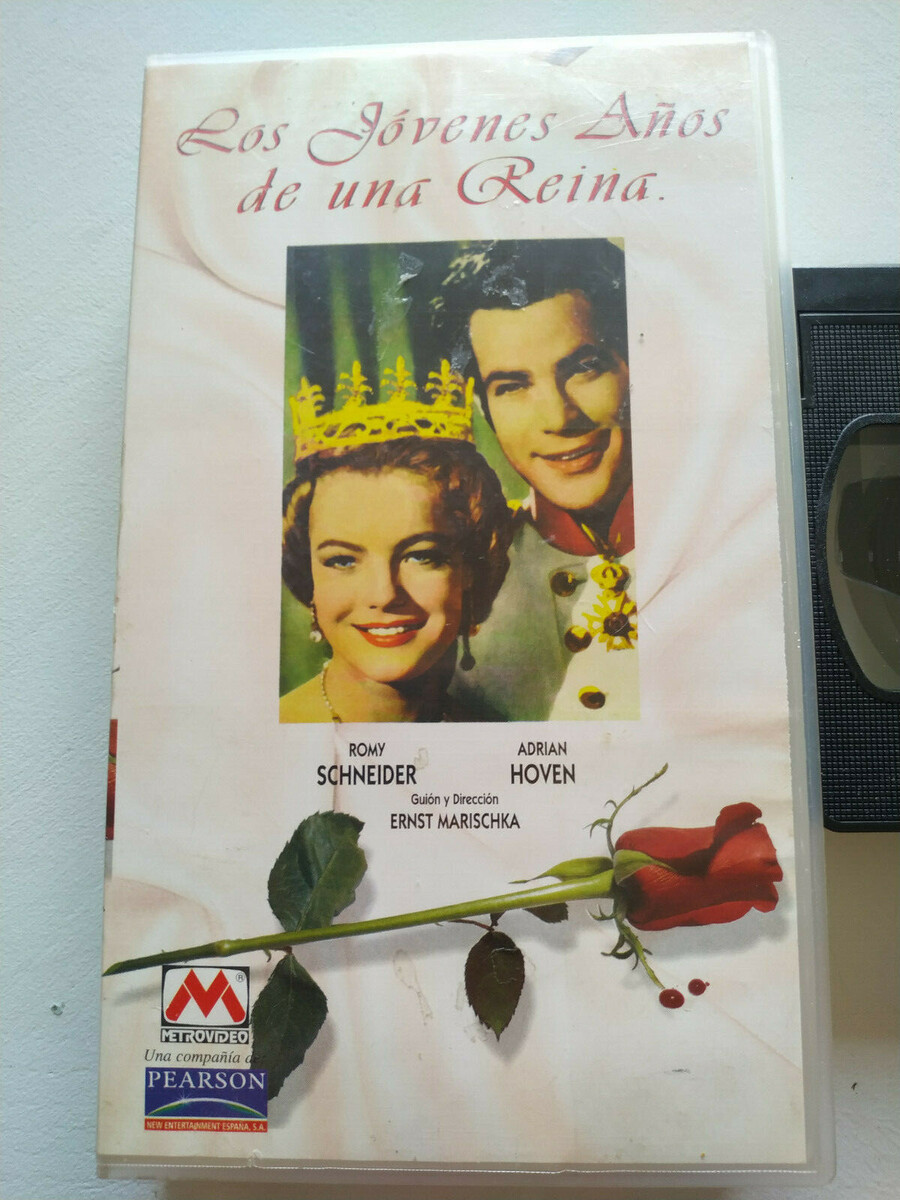 Los Jóvenes Años
de una Reina.
ROMY
SCHNEIDER
ADRIAN
HOVEN
Guión y Dirección
ERNST MARISCHKA
M®
METROVIDEO
Una compañía de
PEARSON
NEW ENTERTAINMENT ESPAÑA, S.A.